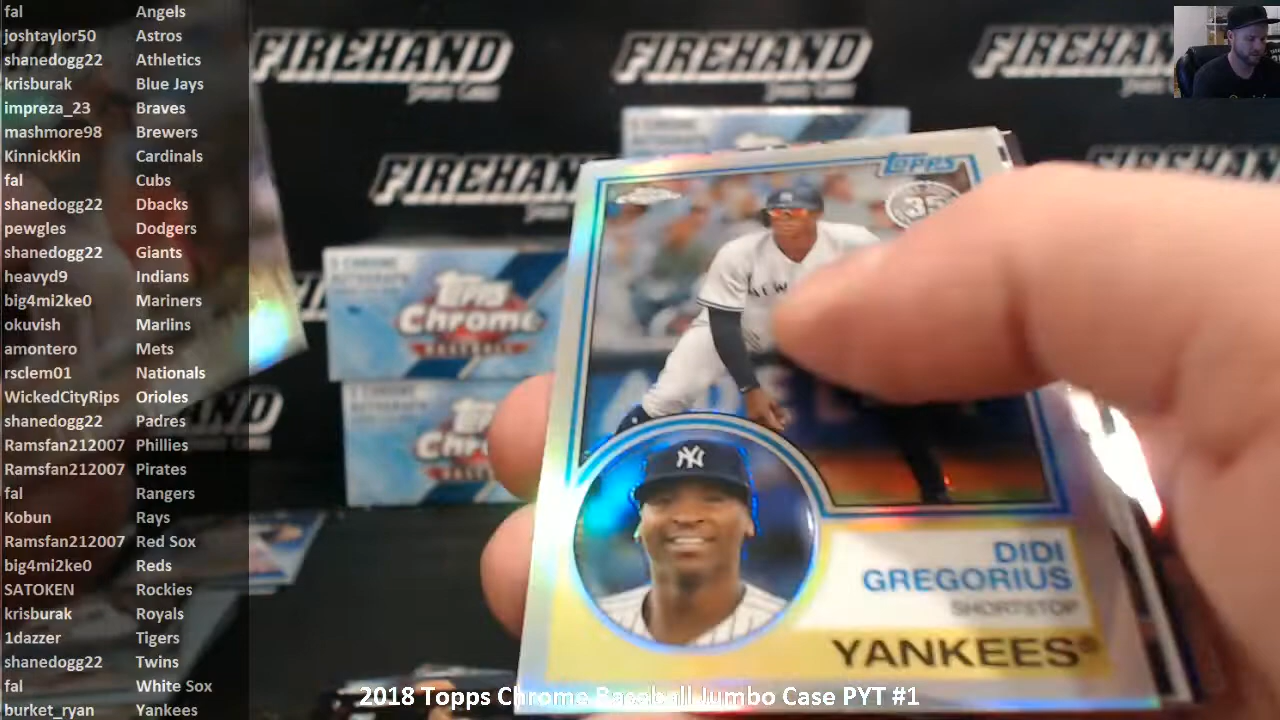 fal Angels
joshtaylor50 Astros
shanedogg22 Athletics
krisburak Blue Jays
impreza_23 Braves
mashmore98 Brewers
KinnickKin Cardinals
fal Cubs
shanedogg22 Dbacks
pewgles Dodgers
shanedogg22 Giants
heavyd9 Indians
big4mi2ke0 Mariners
okuvish Marlins
amontero Mets
rsclem01 Nationals
WickedCityRips Orioles
shanedogg22 Padres
Ramsfan212007 Phillies
Ramsfan212007 Pirates
fal Rangers
Kobun Rays
Ramsfan212007 Red Sox
big4mi2ke0 Reds
SATOKEN Rockies
krisburak Royals
1dazzer Tigers
shanedogg22 Twins
fal White Sox
burket_ryan Yankees
FIREHAND
FIREHAND
FIREHAND
FIREHAND
Topps
Chrome
BASEBALL
Topps
35
NY
DIDI
GREGORIUS
SHORTSTOP
YANKEES
2018 Topps Chrome Baseball Jumbo Case PYT #1